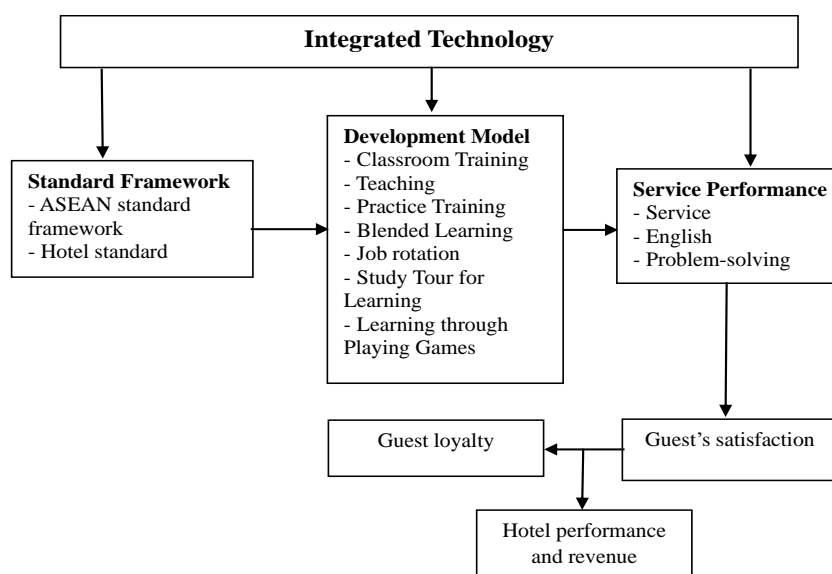 Integrated Technology
Standard Framework
- ASEAN standard
framework
- Hotel standard
Development Model
- Classroom Training
- Teaching
- Practice Training
- Blended Learning
- Job rotation
- Study Tour for
Learning
- Learning through
Playing Games
Service Performance
- Service
- English
- Problem-solving
Guest loyalty
Guest’s satisfaction
Hotel performance
and revenue